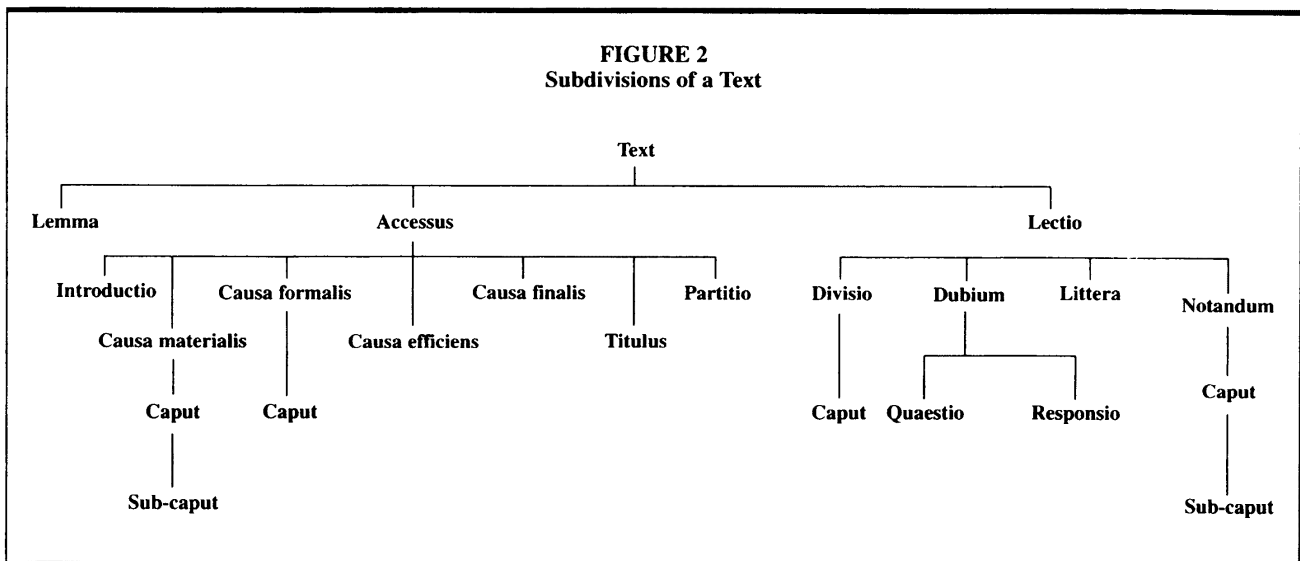 FIGURE 2
Subdivisions of a Text
Text
Lemma Accessus Lectio
Introductio Causa formalis Causa finalis Partitio Divisio Dubium Littera Notandum
Causa materialis Causa efficiens Titulus
Caput Caput Caput Quaestio Responsio Caput
Sub-caput Sub-caput